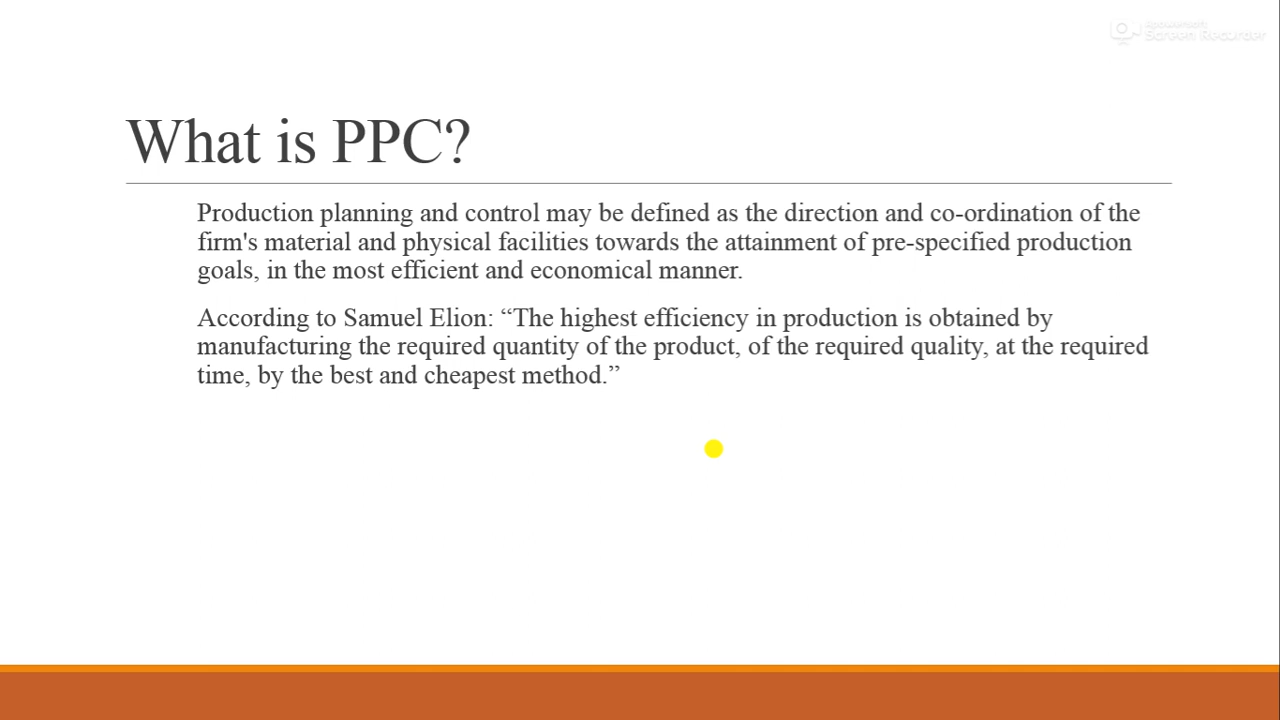 Apowersoft
Screen Recorder
What is PPC?
Production planning and control may be defined as the direction and co-ordination of the
firm's material and physical facilities towards the attainment of pre-specified production
goals, in the most efficient and economical manner.
According to Samuel Elion: “The highest efficiency in production is obtained by
manufacturing the required quantity of the product, of the required quality, at the required
time, by the best and cheapest method.”